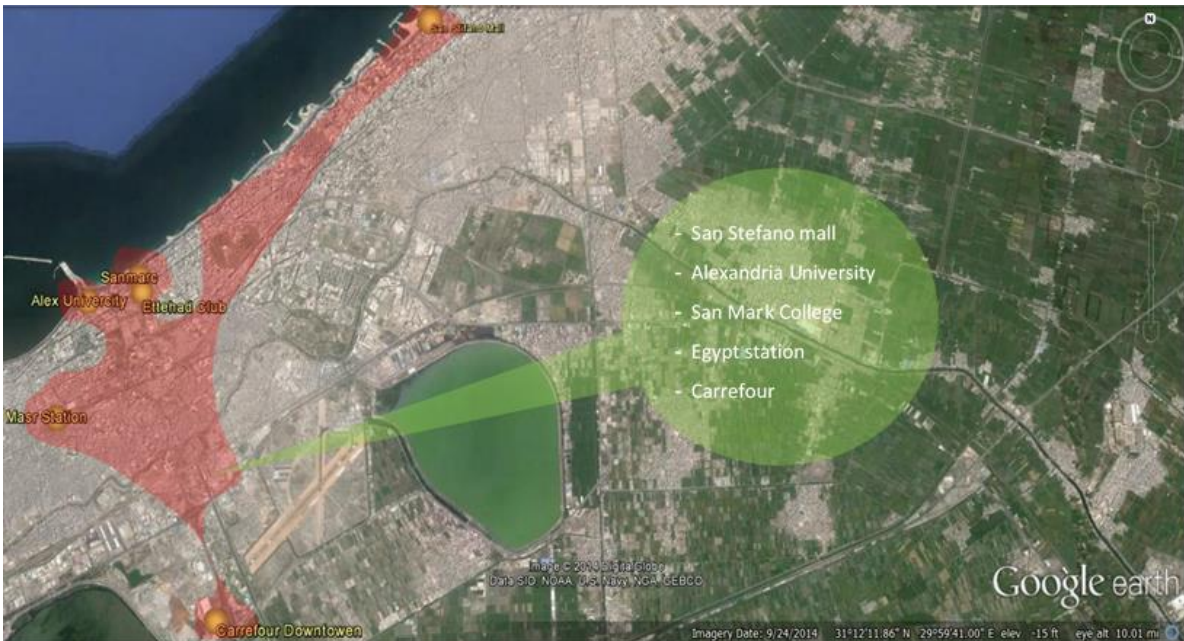 N
San Stifano Mall
Sanmarc
Alex University
Ettehad Club
Masr Station
- San Stefano mall
- Alexandria University
- San Mark College
- Egypt station
- Carrefour
Carrefour Downtowen
Image © 2014 DigitalGlobe
Data SIO, NOAA, U.S. Navy, NGA, GEBCO
Google earth
Imagery Date: 9/24/2014 31°12'11.86" N 29°59'41.00" E elev -15 ft eye alt 10.01 mi